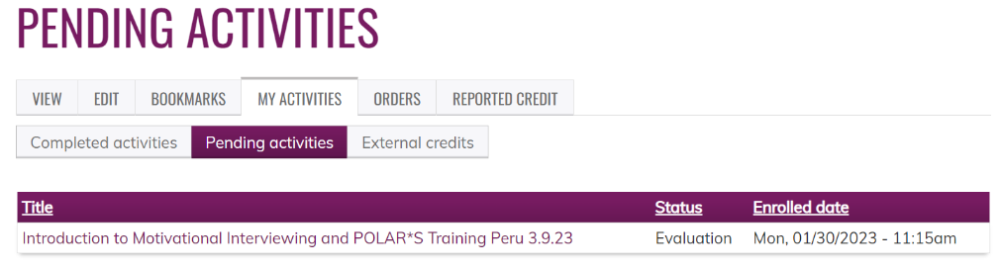 PENDING ACTIVITIES
VIEW EDIT BOOKMARKS MY ACTIVITIES ORDERS REPORTED CREDIT
Completed activities Pending activities External credits
Title Status Enrolled date
Introduction to Motivational Interviewing and POLAR*S Training Peru 3.9.23 Evaluation Mon, 01/30/2023 - 11:15am